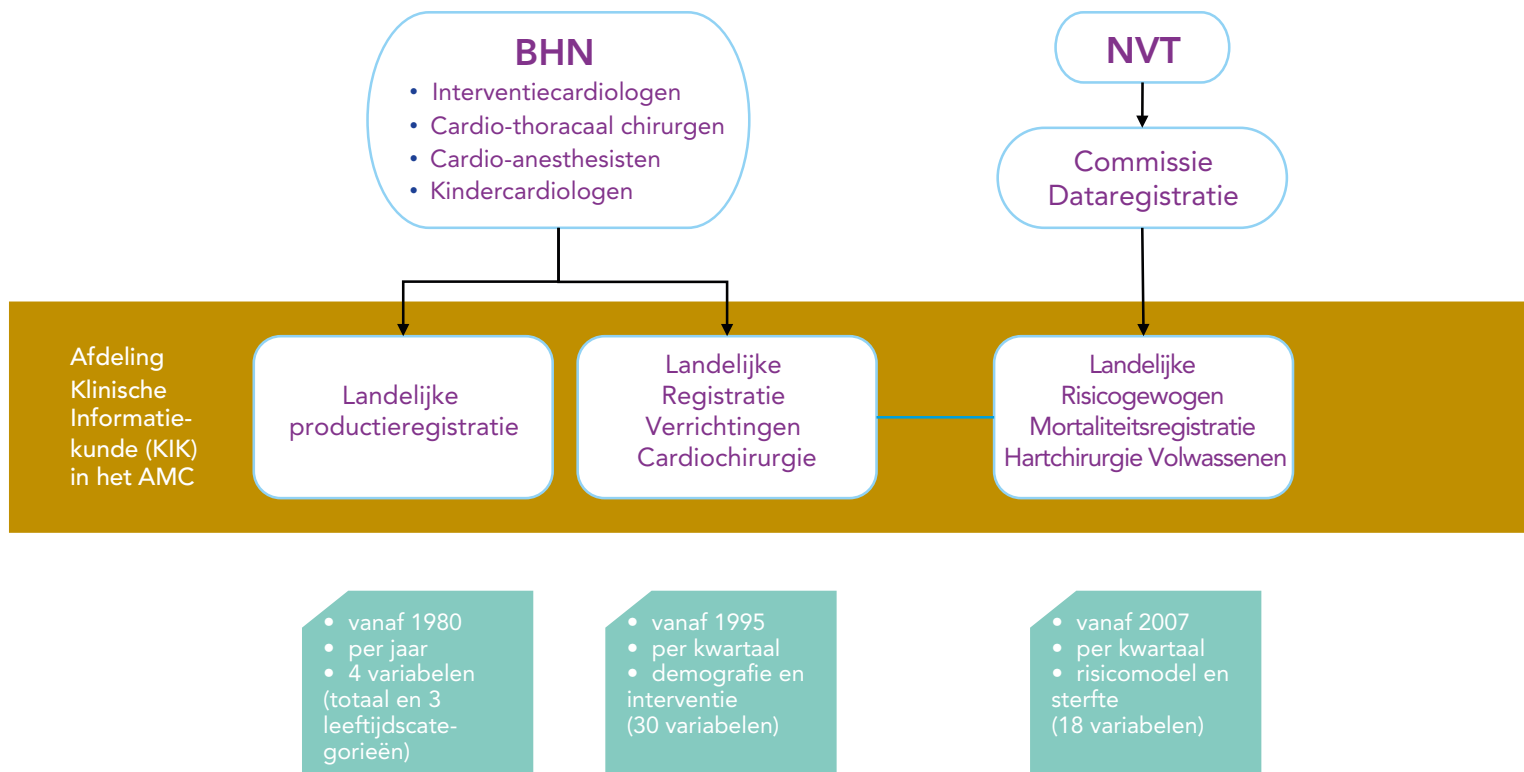 BHN
• Interventiecardiologen
• Cardio-thoracaal chirurgen
• Cardio-anesthesisten
• Kindercardiologen
NVT
Commissie
Dataregistratie
Afdeling
Klinische
Informatie-
kunde (KIK)
in het AMC
Landelijke
productieregistratie
Landelijke
Registratie
Verrichtingen
Cardiochirurgie
Landelijke
Risicogewogen
Mortaliteitsregistratie
Hartchirurgie Volwassenen
• vanaf 1980
• per jaar
• 4 variabelen
(totaal en 3
leeftijdscate-
gorieën)
• vanaf 1995
• per kwartaal
• demografie en
interventie
(30 variabelen)
• vanaf 2007
• per kwartaal
• risicomodel en
sterfte
(18 variabelen)